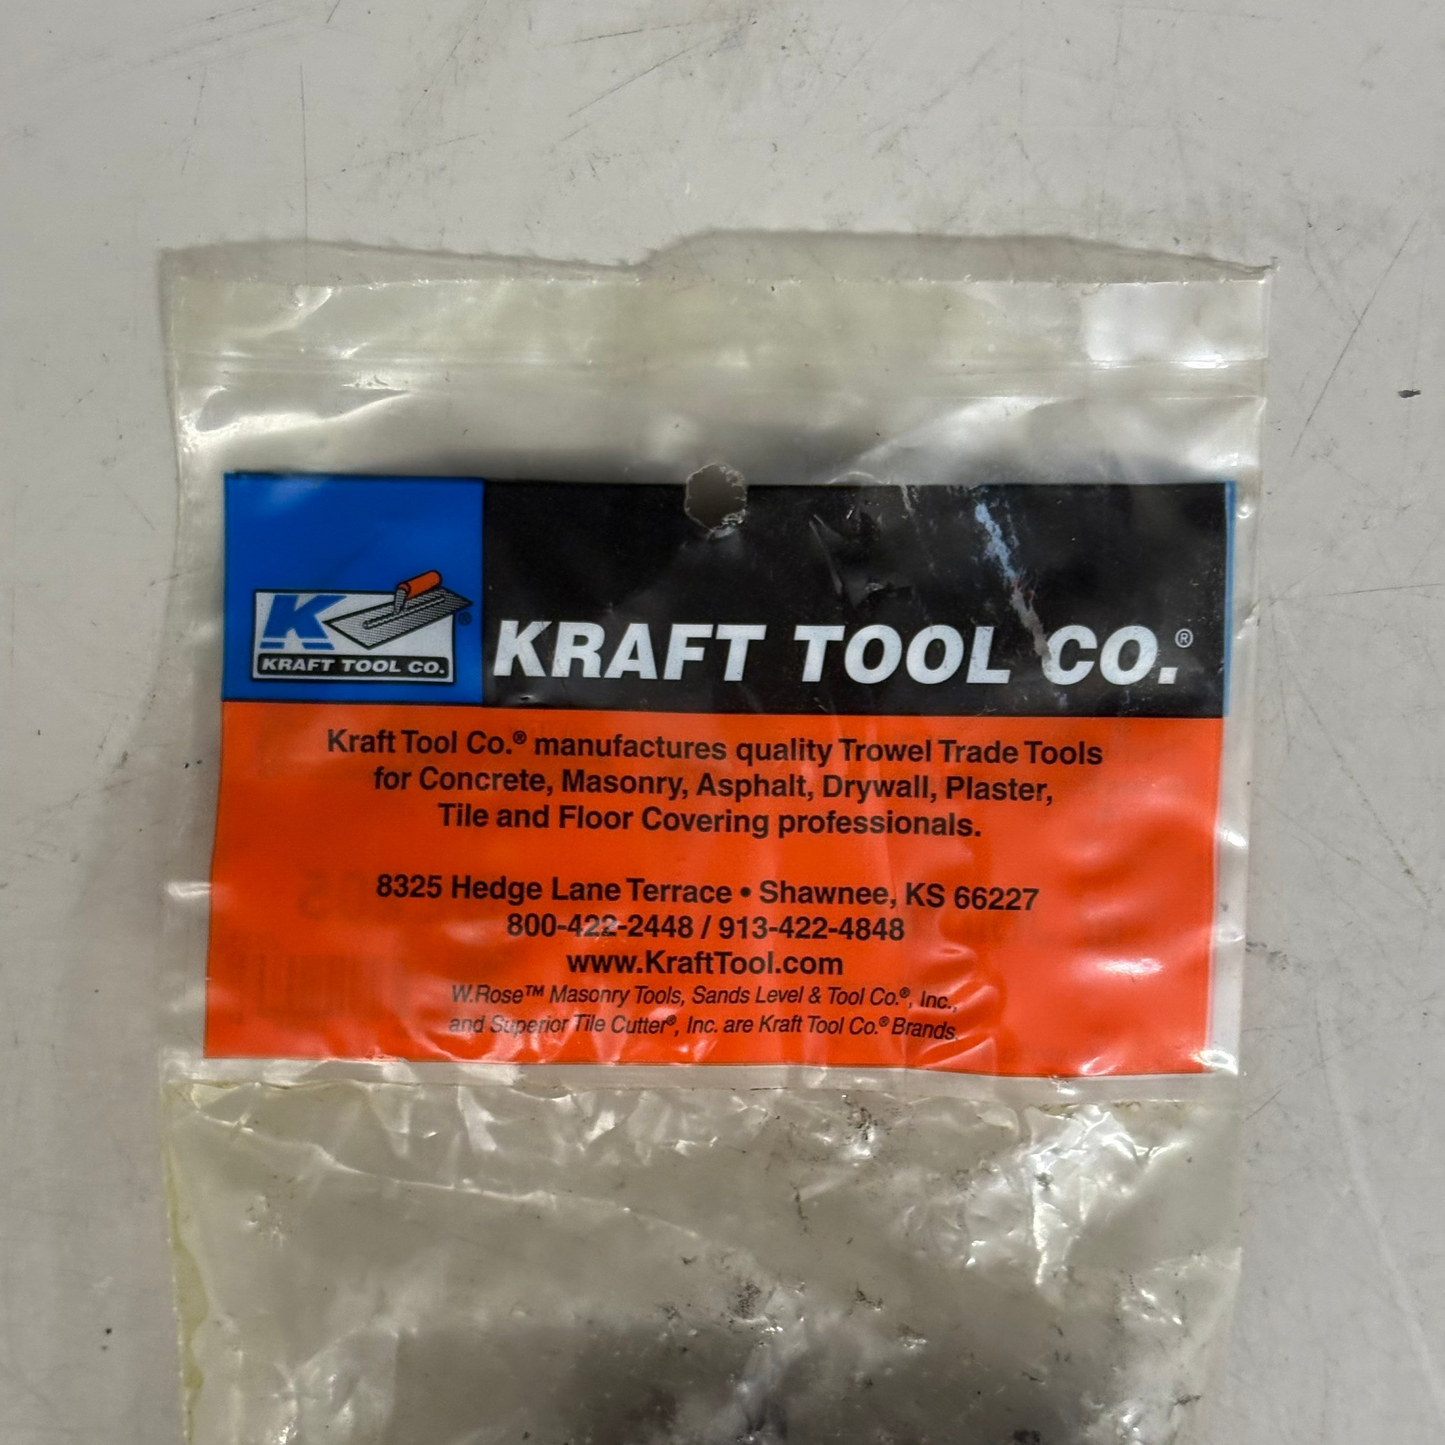 K
®
KRAFT TOOL CO.
KRAFT TOOL CO.®
Kraft Tool Co.® manufactures quality Trowel Trade Tools
for Concrete, Masonry, Asphalt, Drywall, Plaster,
Tile and Floor Covering professionals.
8325 Hedge Lane Terrace • Shawnee, KS 66227
800-422-2448 / 913-422-4848
www.KraftTool.com
W.Rose™ Masonry Tools, Sands Level & Tool Co.®, Inc.,
and Superior Tile Cutter®, Inc. are Kraft Tool Co.® Brands.